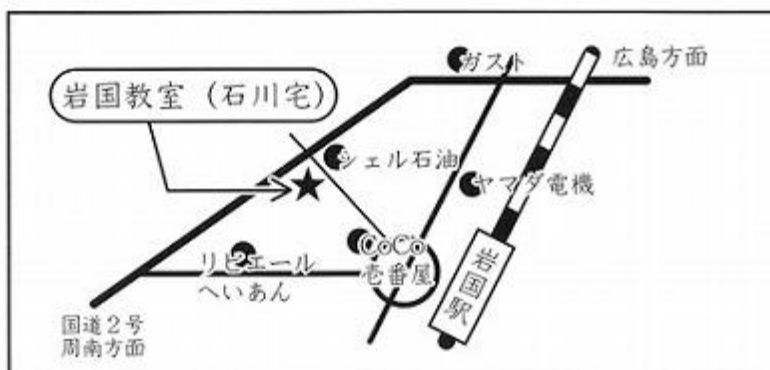 ガスト
広島方面
岩国教室（石川宅）
シェル石油
ヤマダ電機
CoCo
壱番屋
リビエール
へいあん
岩国駅
国道２号
周南方面